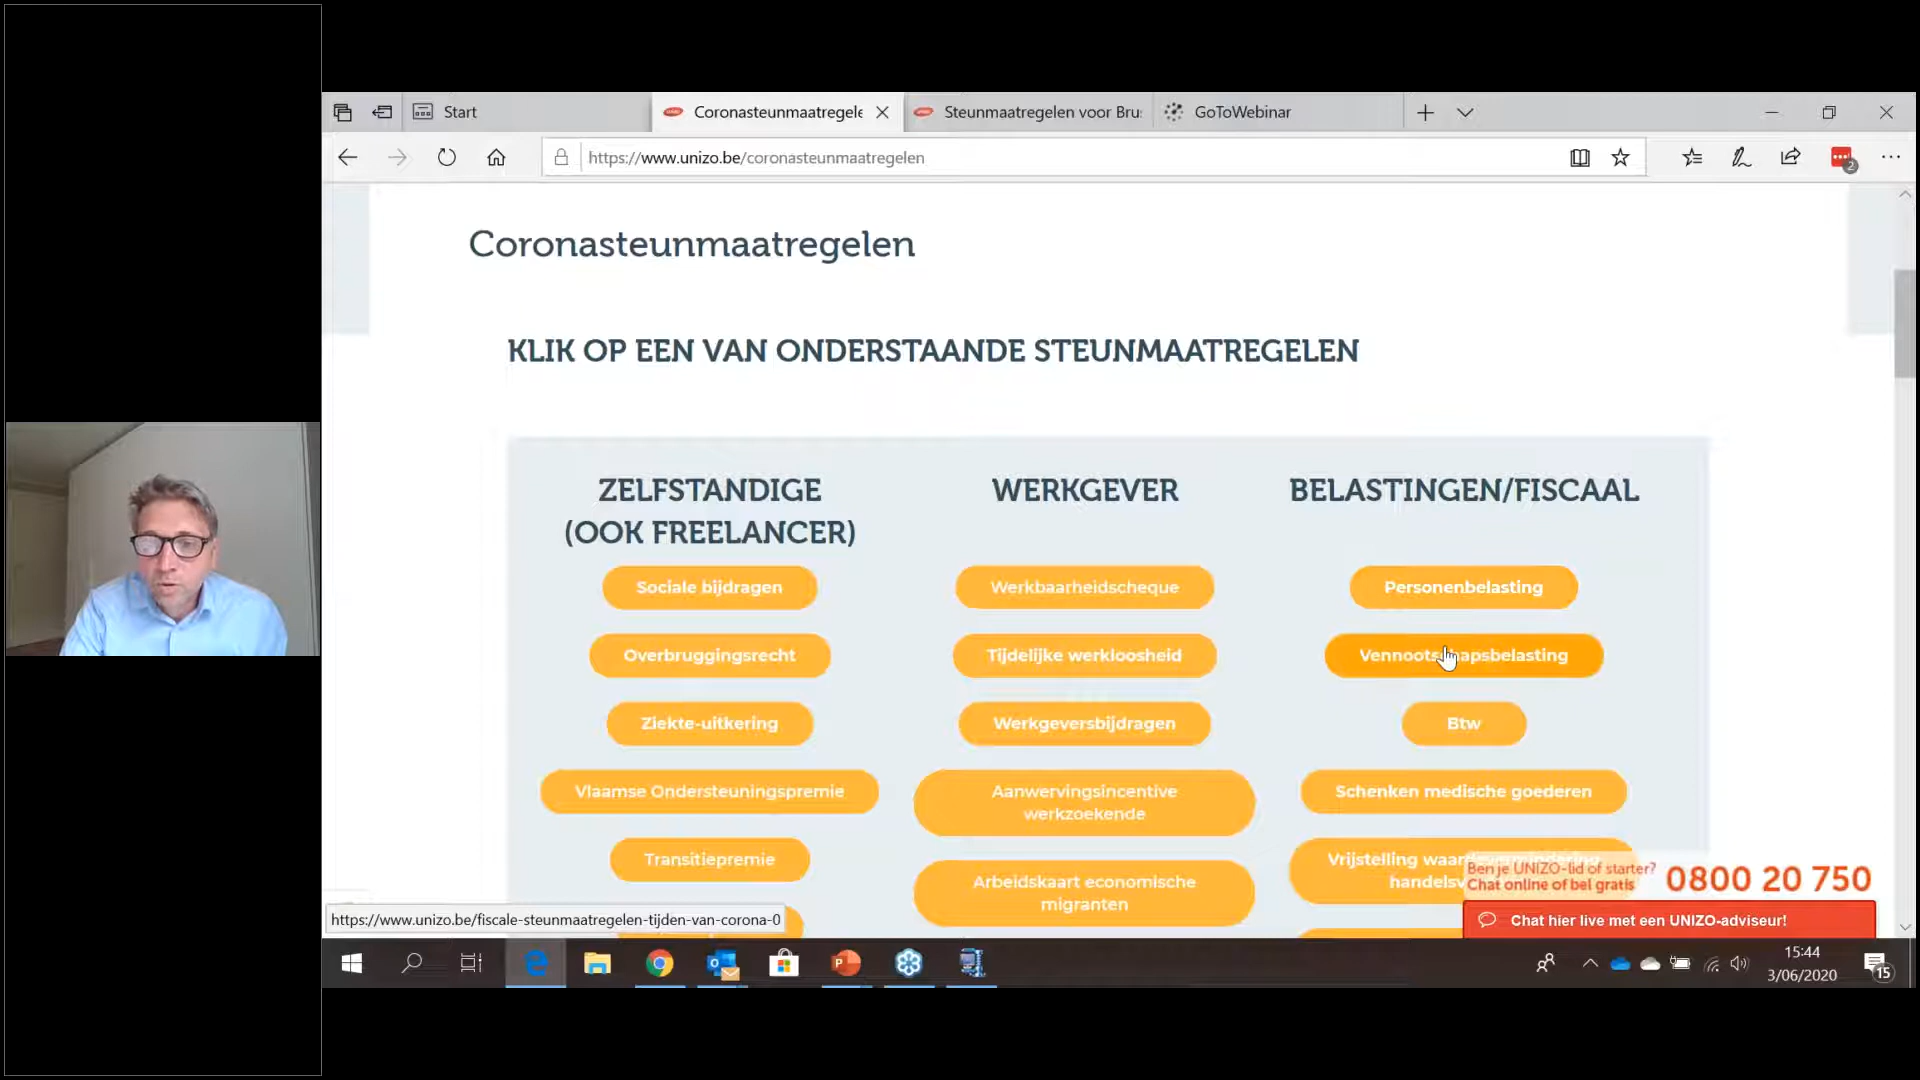 Start
Coronasteunmaatregele
Steunmaatregelen voor Bru
GoToWebinar
https://www.unizo.be/coronasteunmaatregelen
2
Coronasteunmaatregelen
KLIK OP EEN VAN ONDERSTAANDE STEUNMAATREGELEN
ZELFSTANDIGE
(OOK FREELANCER)
Sociale bijdragen
Overbruggingsrecht
Ziekte-uitkering
Vlaamse Ondersteuningspremie
Transitiepremie
WERKGEVER
Werkbaarheidscheque
Tijdelijke werkloosheid
Werkgeversbijdragen
Aanwervingsincentive
werkzoekende
Arbeidskaart economische
migranten
BELASTINGEN/FISCAAL
Personenbelasting
Vennootschapsbelasting
Btw
Schenken medische goederen
Vrijstelling
Ben je UNIZO-lid of starter?
Chat online of bel gratis
0800 20 750
Chat hier live met een UNIZO-adviseur!
https://www.unizo.be/fiscale-steunmaatregelen-tijden-van-corona-0
15:44
3/06/2020
15